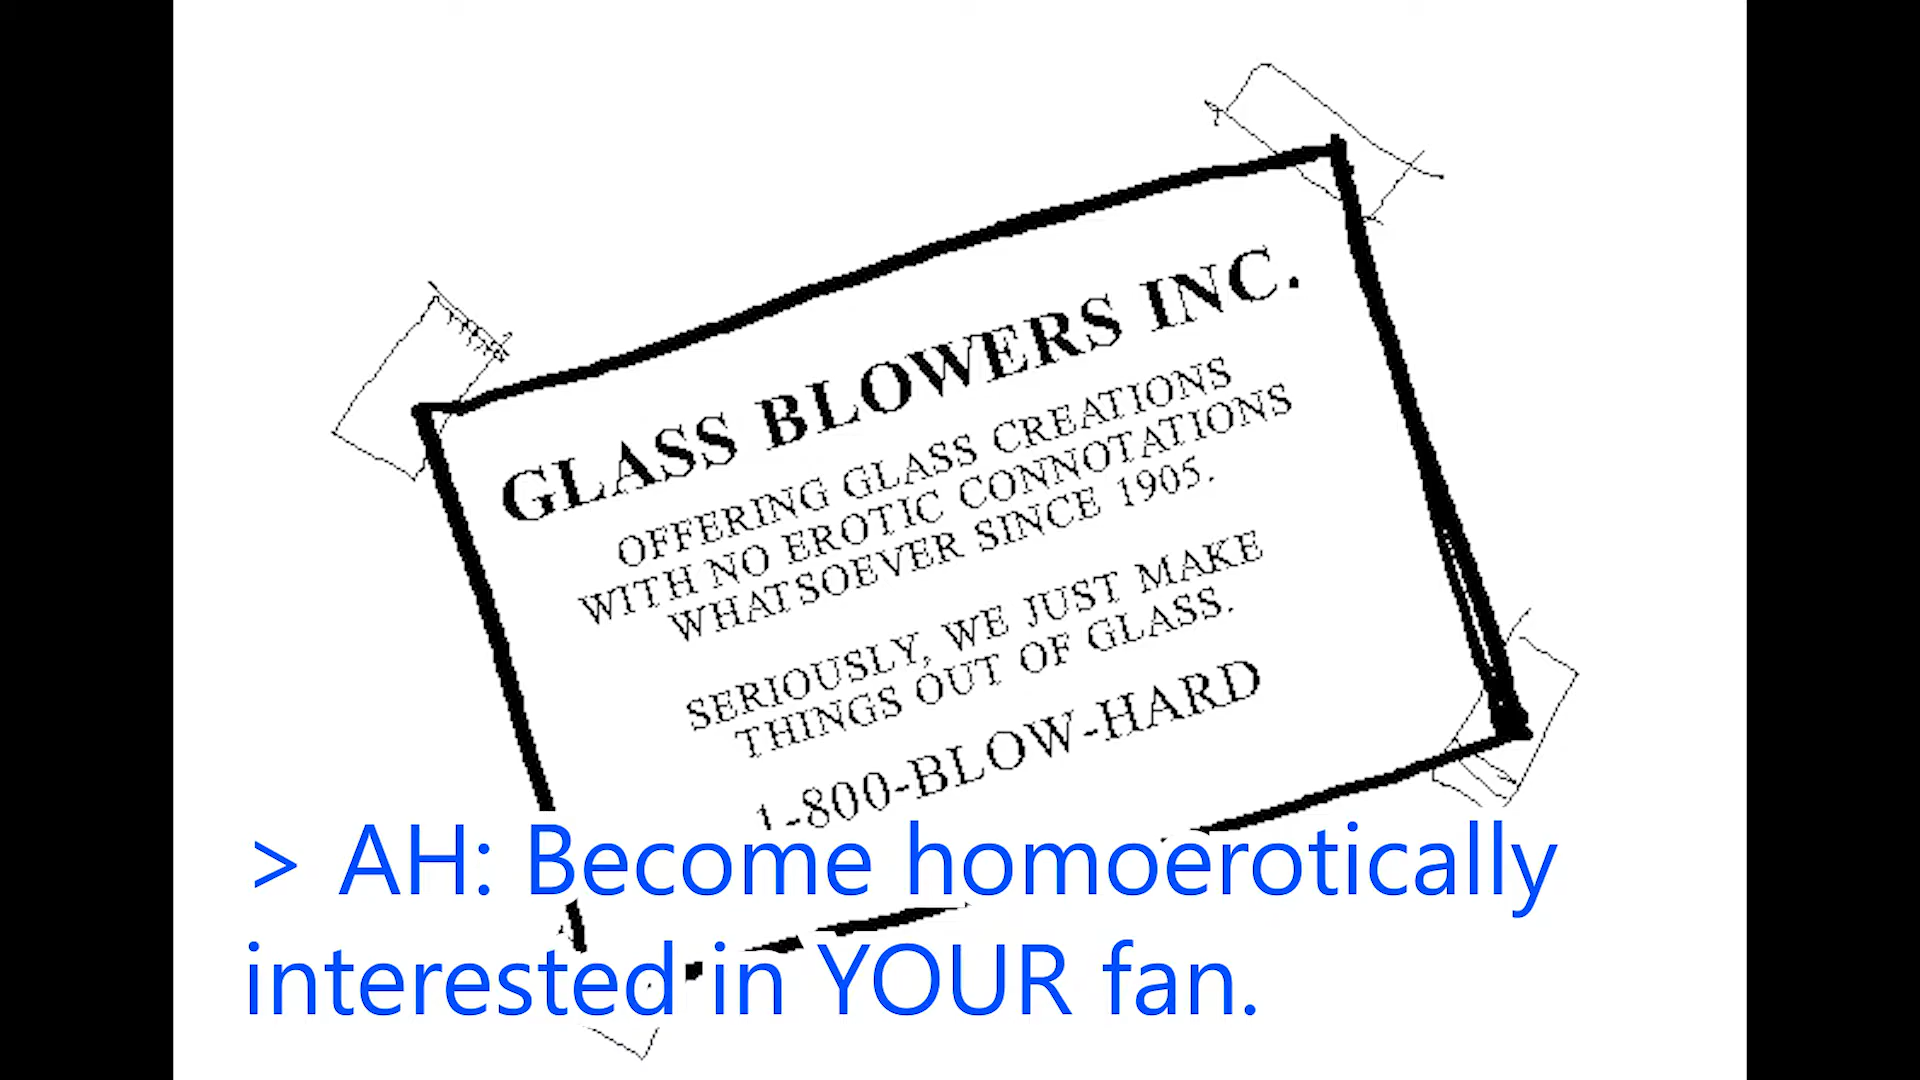 GLASS BLOWERS INC.
OFFERING GLASS CREATIONS
WITH NO EROTIC CONNOTATIONS
WHATSOEVER SINCE 1905.
SERIOUSLY, WE JUST MAKE
THINGS OUT OF GLASS.
1-800-BLOW-HARD
> AH: Become homoerotically
interested in YOUR fan.